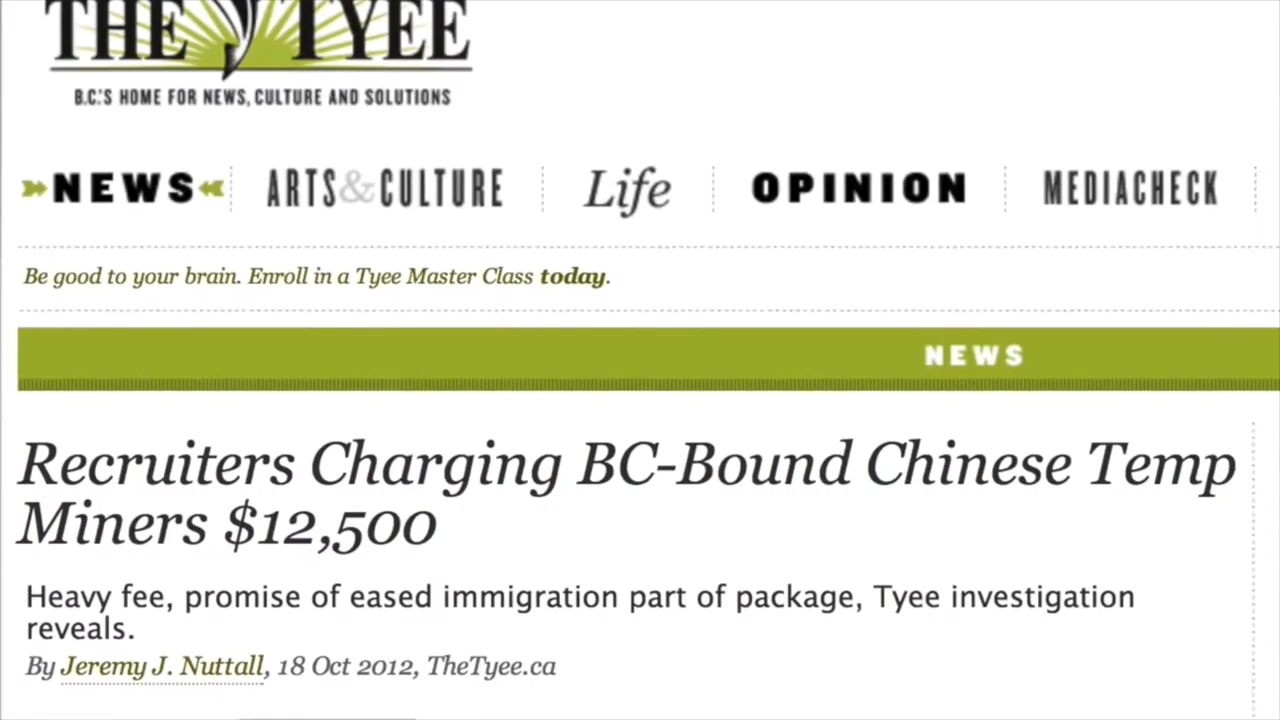 THE TYEE
B.C.'S HOME FOR NEWS, CULTURE AND SOLUTIONS
NEWS ARTS&CULTURE Life OPINION MEDIACHECK
Be good to your brain. Enroll in a Tyee Master Class today.
NEWS
Recruiters Charging BC-Bound Chinese Temp
Miners $12,500
Heavy fee, promise of eased immigration part of package, Tyee investigation
reveals.
By Jeremy J. Nuttall, 18 Oct 2012, TheTyee.ca